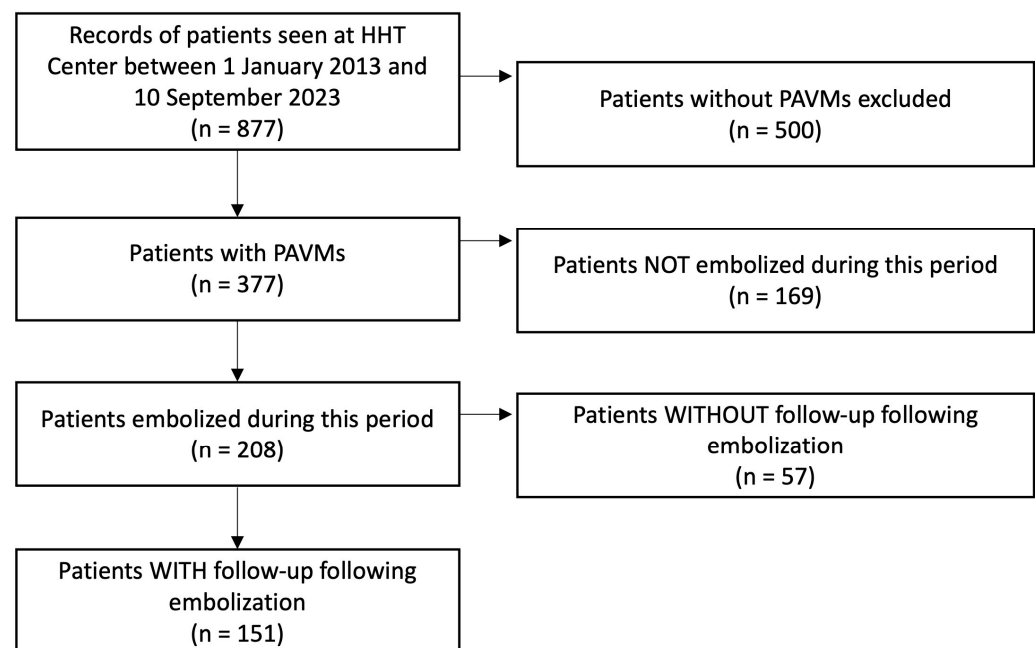 Records of patients seen at HHT
Center between 1 January 2013 and
10 September 2023
(n = 877)
Patients without PAVMs excluded
(n = 500)
Patients with PAVMs
(n = 377)
Patients NOT embolized during this period
(n = 169)
Patients embolized during this period
(n = 208)
Patients WITHOUT follow-up following
embolization
(n = 57)
Patients WITH follow-up following
embolization
(n = 151)